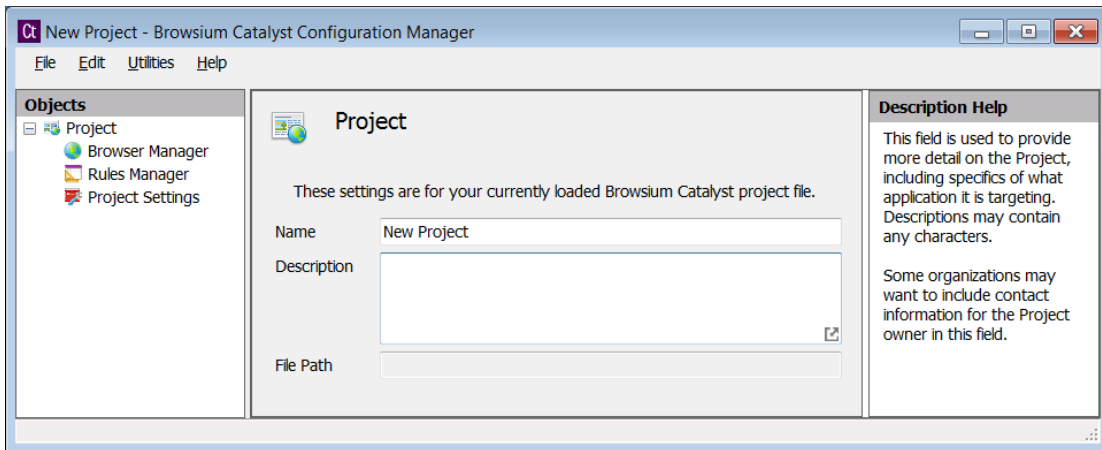 Ct New Project - Browsium Catalyst Configuration Manager
File Edit Utilities Help
Objects
Project
Browser Manager
Rules Manager
Project Settings
Project
These settings are for your currently loaded Browsium Catalyst project file.
Name New Project
Description
File Path
Description Help
This field is used to provide
more detail on the Project,
including specifics of what
application it is targeting.
Descriptions may contain
any characters.
Some organizations may
want to include contact
information for the Project
owner in this field.